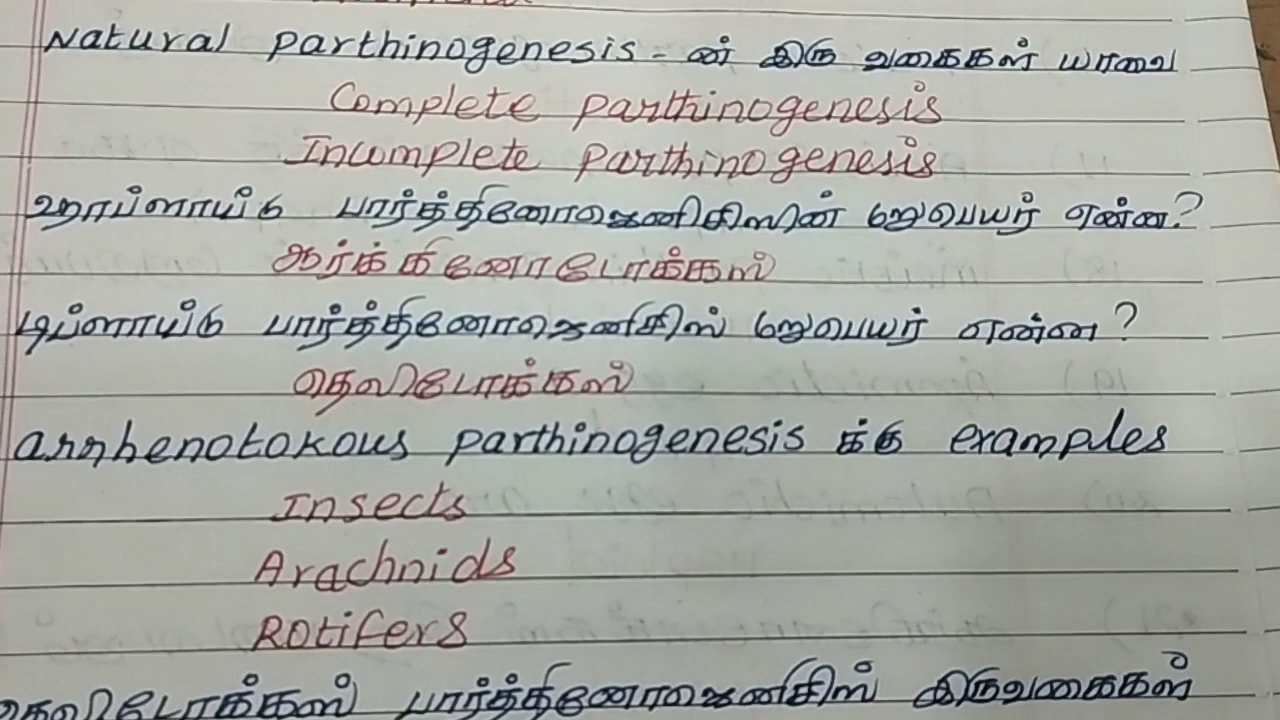 Natural parthinogenesis - ன் இரு வகைகள் யாவை
Complete parthinogenesis
Incomplete parthinogenesis
ஹாப்ளாய்டு பார்த்தினோஜெனிசிஸின் மறுபெயர் என்ன?
அர்க்கினோடோக்கஸ்
டிப்ளாய்டு பார்த்தினோஜெனிசிஸ் மறுபெயர் என்ன?
தெலிடோக்கஸ்
arrhenotokous parthinogenesis க்கு examples
Insects
Arachnids
Rotifers
தெலிடோக்கஸ் பார்த்தினோஜெனிசிஸ் இருவகைகள்